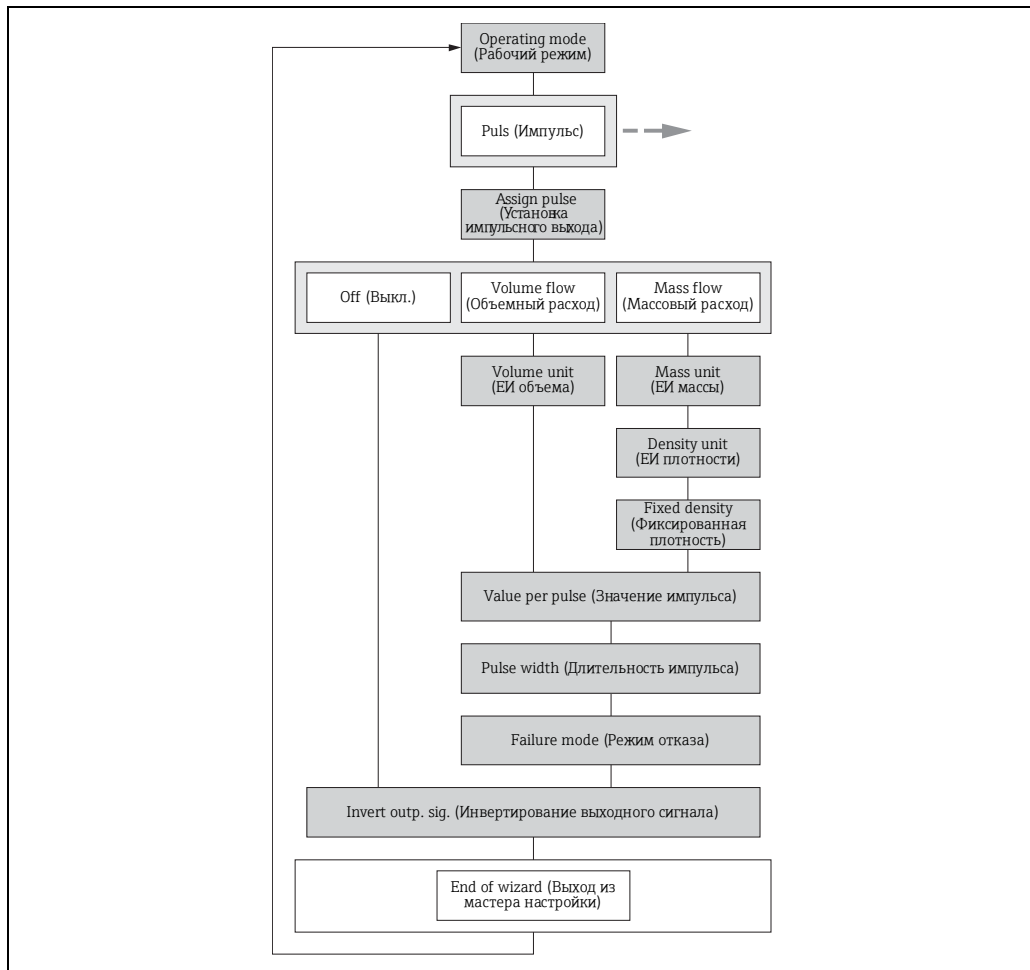 Operating mode
(Рабочий режим)
Puls (Импульс)
Assign pulse
(Установка
импульсного выхода)
Off (Выкл.)
Volume flow
(Объемный расход)
Mass flow
(Массовый расход)
Volume unit
(ЕИ объема)
Mass unit
(ЕИ массы)
Density unit
(ЕИ плотности)
Fixed density
(Фиксированная
плотность)
Value per pulse (Значение импульса)
Pulse width (Длительность импульса)
Failure mode (Режим отказа)
Invert outp. sig. (Инвертирование выходного сигнала)
End of wizard (Выход из
мастера настройки)